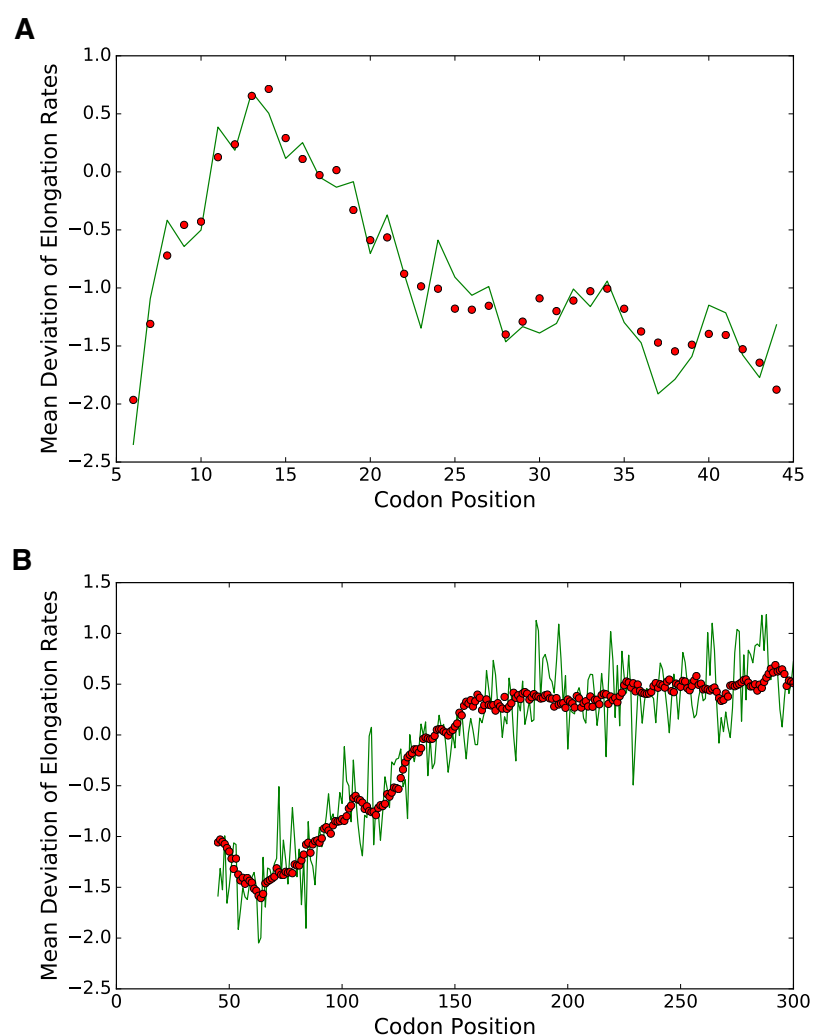 A
Mean Deviation of Elongation Rates
1.0
0.5
0.0
−0.5
−1.0
−1.5
−2.0
−2.5
5 10 15 20 25 30 35 40 45
Codon Position
B
Mean Deviation of Elongation Rates
1.5
1.0
0.5
0.0
−0.5
−1.0
−1.5
−2.0
−2.5
0 50 100 150 200 250 300
Codon Position